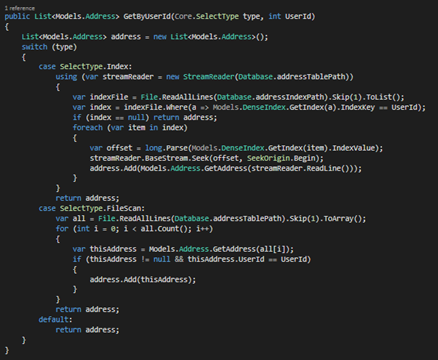 1 reference
public List<Models.Address> GetByUserId(Core.SelectType type, int UserId)
{
    List<Models.Address> address = new List<Models.Address>();
    switch (type)
    {
        case SelectType.Index:
            using (var streamReader = new StreamReader(Database.addressTablePath))
            {
                var indexFile = File.ReadAllLines(Database.addressIndexPath).Skip(1).ToList();
                var index = indexFile.Where(a => Models.DenseIndex.GetIndex(a).IndexKey == UserId);
                if (index == null) return address;
                foreach (var item in index)
                {
                    var offset = long.Parse(Models.DenseIndex.GetIndex(item).IndexValue);
                    streamReader.BaseStream.Seek(offset, SeekOrigin.Begin);
                    address.Add(Models.Address.GetAddress(streamReader.ReadLine()));
                }
            }
            return address;
        case SelectType.FileScan:
            var all = File.ReadAllLines(Database.addressTablePath).Skip(1).ToArray();
            for (int i = 0; i < all.Count(); i++)
            {
                var thisAddress = Models.Address.GetAddress(all[i]);
                if (thisAddress != null && thisAddress.UserId == UserId)
                {
                    address.Add(thisAddress);
                }
            }
            return address;
        default:
            return address;
    }
}